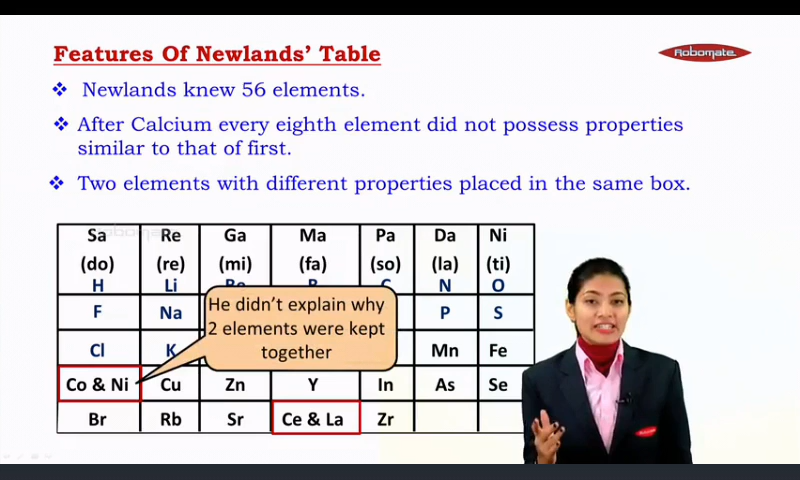 Features Of Newlands' Table
Robomate
❖ Newlands knew 56 elements.
❖ After Calcium every eighth element did not possess properties
similar to that of first.
❖ Two elements with different properties placed in the same box.
Sa Re Ga Ma Pa Da Ni
(do) (re) (mi) (fa) (so) (la) (ti)
H Li N O
F Na P S
Cl K Mn Fe
He didn't explain why
2 elements were kept
together
Co & Ni Cu Zn Y In As Se
Br Rb Sr Ce & La Zr